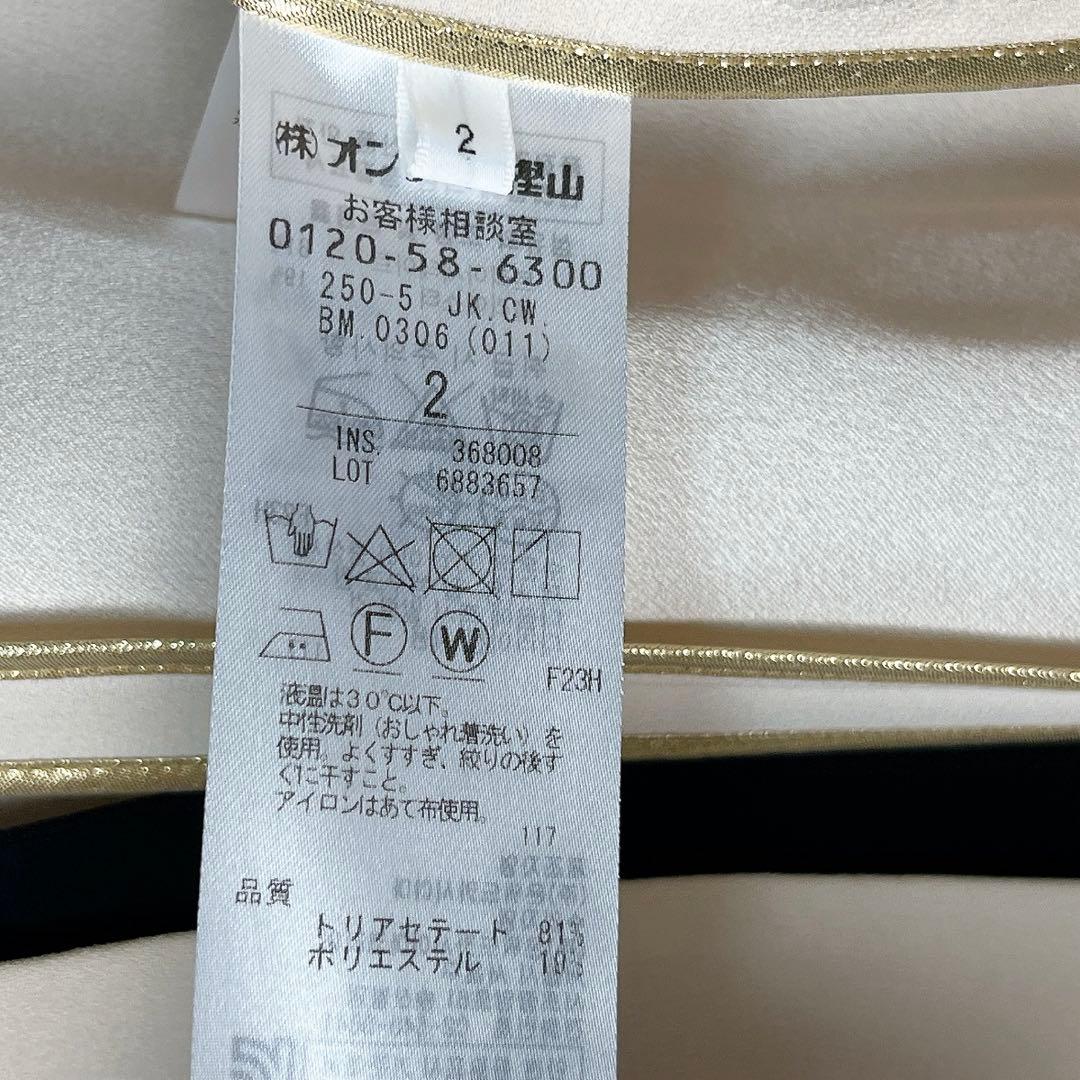 2
㈱オン 樫山
お客様相談室
0120-58-6300
250-5 JK.CW.
BM.0306(011)
2
INS. 368008
LOT 6883657
F W
F23H
液温は30℃以下。
中性洗剤（おしゃれ着洗い）を
使用。よくすすぎ、絞りの後す
ぐに干すこと。
アイロンはあて布使用。
117
品質
トリアセテート 81%
ポリエステル 19%